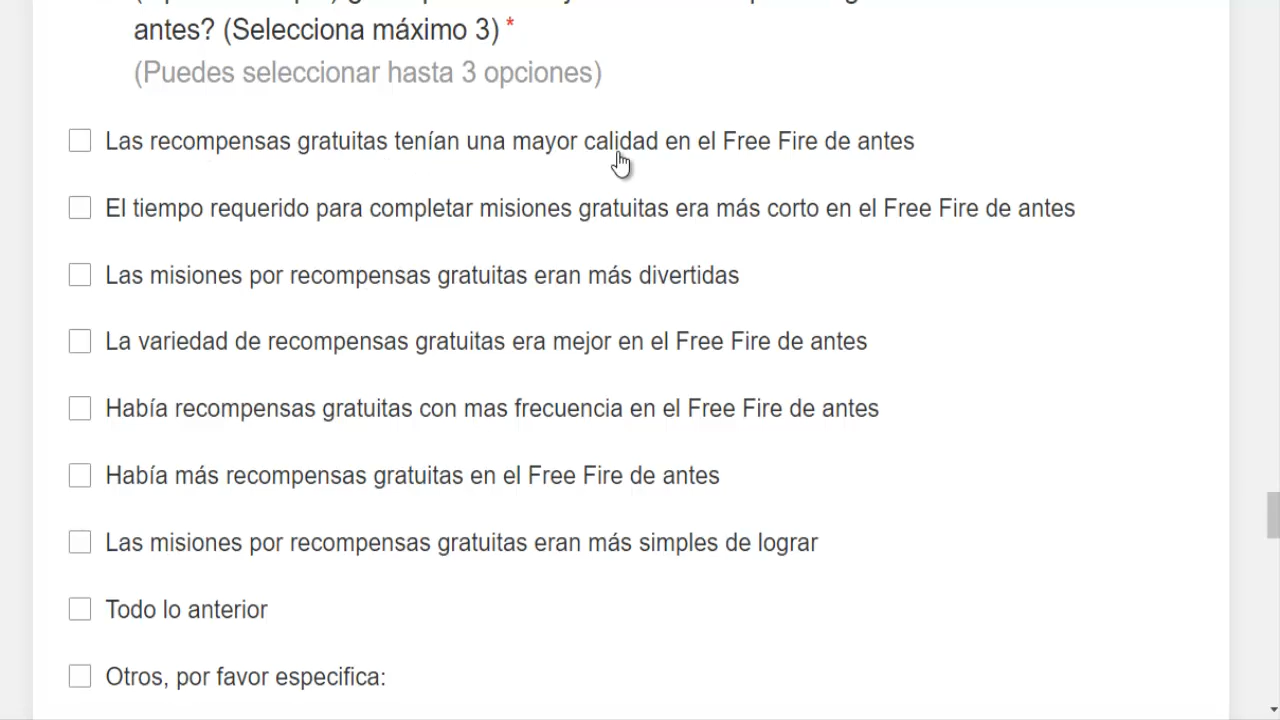 antes? (Selecciona máximo 3) *
(Puedes seleccionar hasta 3 opciones)
Las recompensas gratuitas tenían una mayor calidad en el Free Fire de antes
El tiempo requerido para completar misiones gratuitas era más corto en el Free Fire de antes
Las misiones por recompensas gratuitas eran más divertidas
La variedad de recompensas gratuitas era mejor en el Free Fire de antes
Había recompensas gratuitas con mas frecuencia en el Free Fire de antes
Había más recompensas gratuitas en el Free Fire de antes
Las misiones por recompensas gratuitas eran más simples de lograr
Todo lo anterior
Otros, por favor especifica: